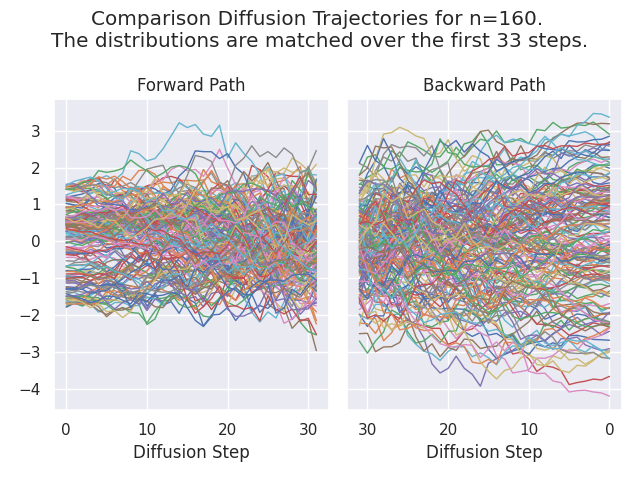 Comparison Diffusion Trajectories for n=160.
The distributions are matched over the first 33 steps.
Forward Path
Backward Path
3
2
1
0
−1
−2
−3
−4
0 10 20 30
30 20 10 0
Diffusion Step
Diffusion Step